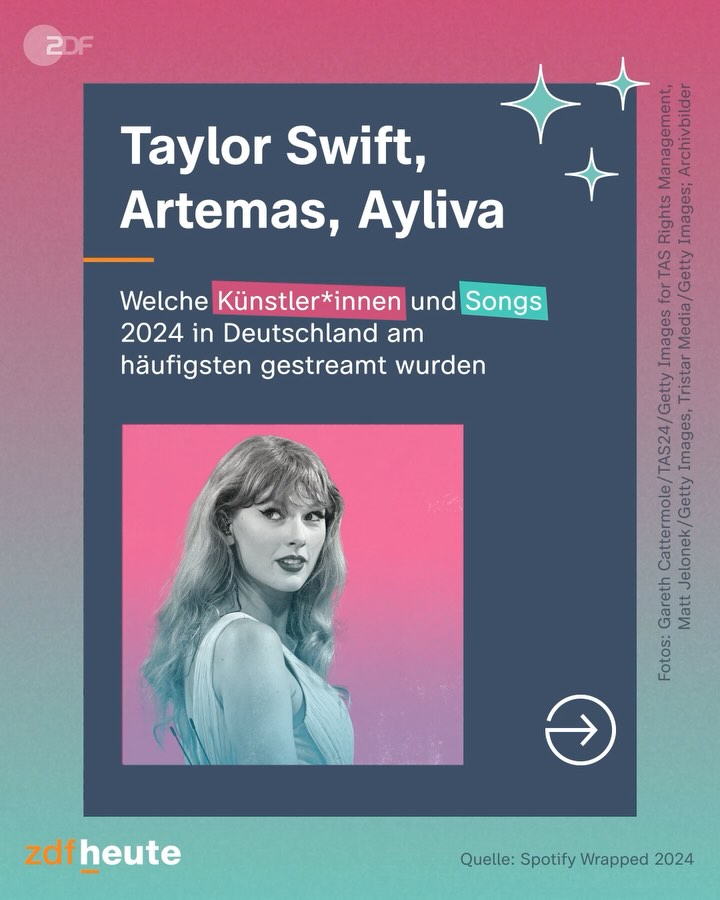 ZDF
Taylor Swift,
Artemas, Ayliva
Welche Künstler*innen und Songs
2024 in Deutschland am
häufigsten gestreamt wurden
Fotos: Gareth Cattermole/TAS24/Getty Images for TAS Rights Management,
Matt Jelonek/Getty Images, Tristar Media/Getty Images; Archivbilder
zdfheute
Quelle: Spotify Wrapped 2024